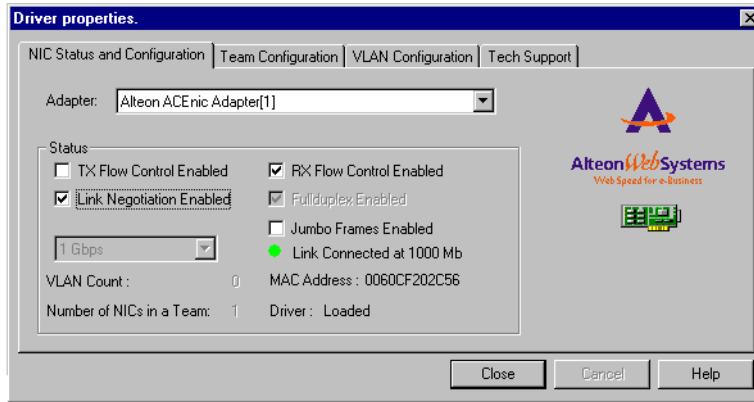 Driver properties.
NIC Status and Configuration Team Configuration VLAN Configuration Tech Support
Adapter: Alteon ACEnic Adapter[1]
Status
TX Flow Control Enabled RX Flow Control Enabled
Link Negotiation Enabled Fullduplex Enabled
Jumbo Frames Enabled
1 Gbps Link Connected at 1000 Mb
VLAN Count : 0 MAC Address : 0060CF202C56
Number of NICs in a Team: 1 Driver : Loaded
Alteon WebSystems
Web Speed for e-Business
Close Cancel Help